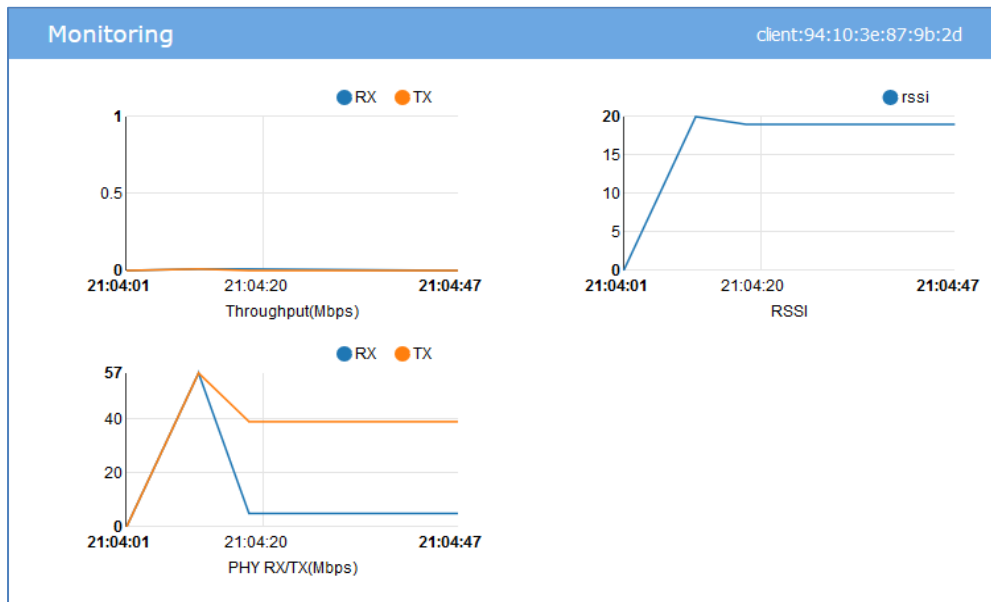 Monitoring client:94:10:3e:87:9b:2d
RX TX
1
0.5
0
21:04:01 21:04:20 21:04:47
Throughput(Mbps)
rssi
20
15
10
5
0
21:04:01 21:04:20 21:04:47
RSSI
RX TX
57
40
20
0
21:04:01 21:04:20 21:04:47
PHY RX/TX(Mbps)